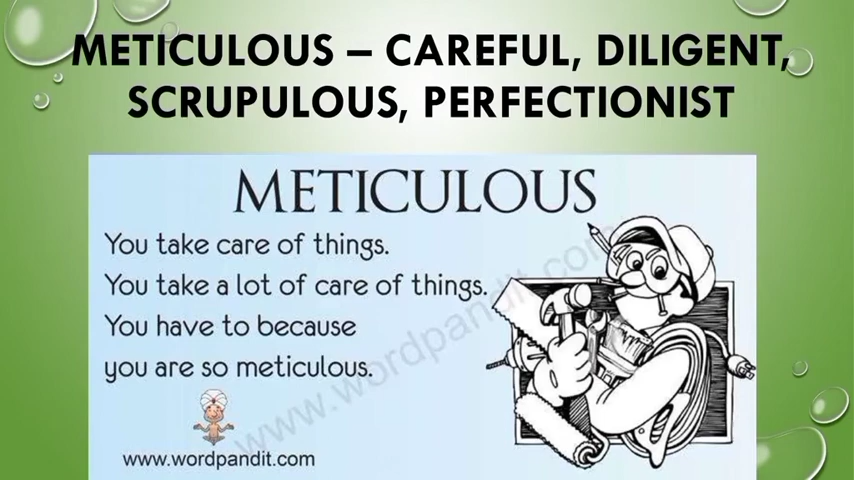 METICULOUS – CAREFUL, DILIGENT,
SCRUPULOUS, PERFECTIONIST
METICULOUS
You take care of things.
You take a lot of care of things.
You have to because
you are so meticulous.
www.wordpandit.com
www.wordpandit.com